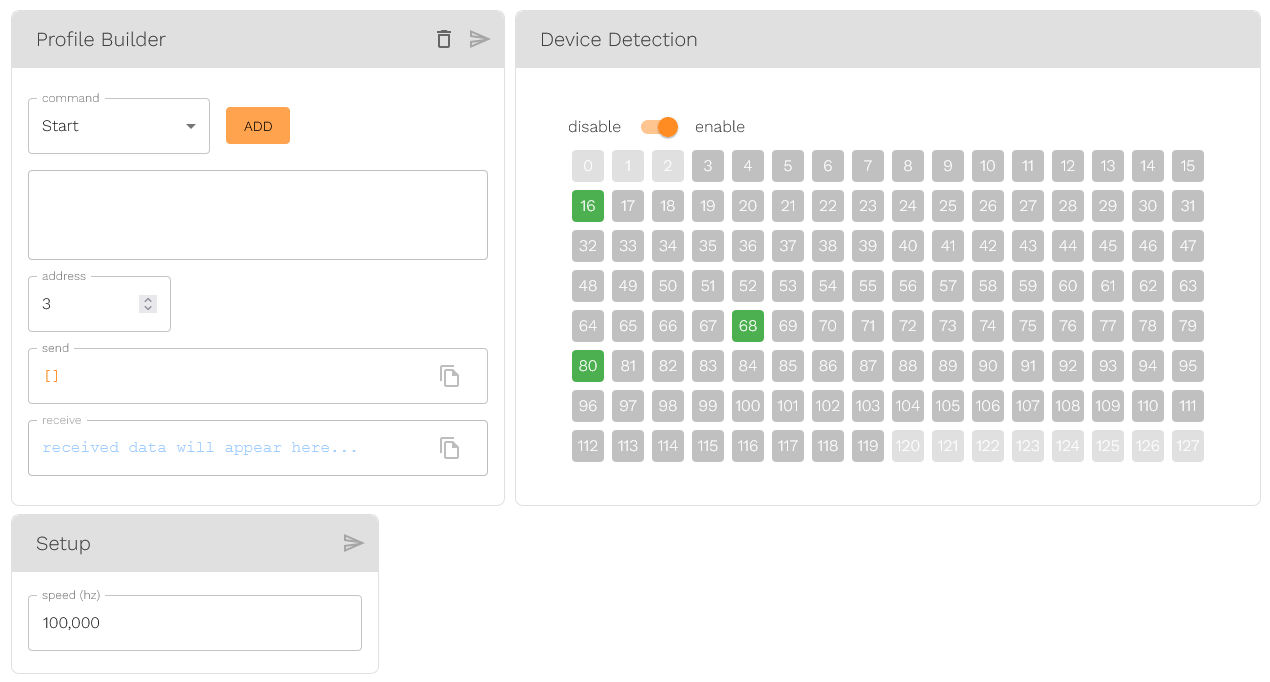 Profile Builder
command
Start
ADD
address
3
send
[]
receive
received data will appear here...
Device Detection
disable enable
0 1 2 3 4 5 6 7 8 9 10 11 12 13 14 15
16 17 18 19 20 21 22 23 24 25 26 27 28 29 30 31
32 33 34 35 36 37 38 39 40 41 42 43 44 45 46 47
48 49 50 51 52 53 54 55 56 57 58 59 60 61 62 63
64 65 66 67 68 69 70 71 72 73 74 75 76 77 78 79
80 81 82 83 84 85 86 87 88 89 90 91 92 93 94 95
96 97 98 99 100 101 102 103 104 105 106 107 108 109 110 111
112 113 114 115 116 117 118 119 120 121 122 123 124 125 126 127
Setup
speed (hz)
100,000